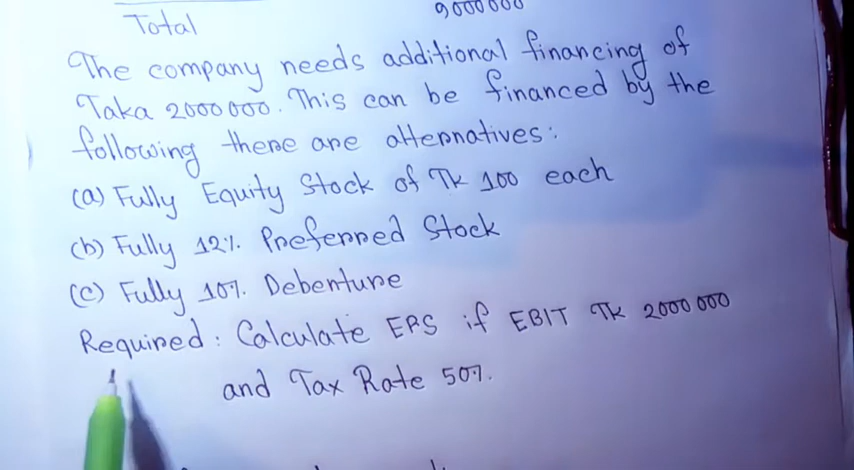 Total 9000000
The company needs additional financing of
Taka 2000000. This can be financed by the
following there are alternatives:
(a) Fully Equity Stock of Tk 100 each
(b) Fully 12% Preferred Stock
(c) Fully 10% Debenture
Required: Calculate EPS if EBIT Tk 2000000
and Tax Rate 50%.